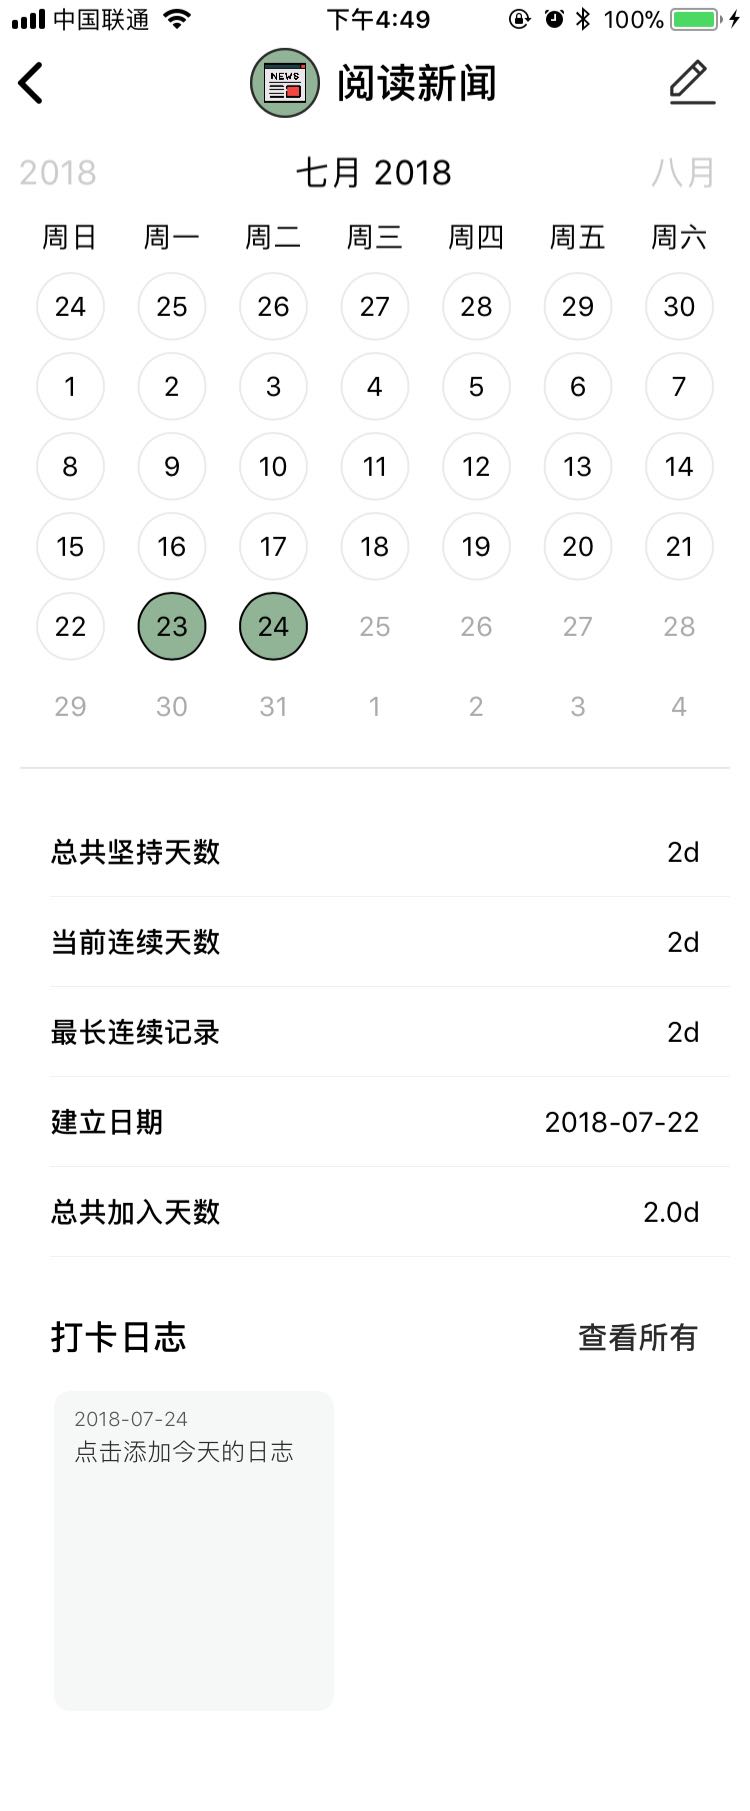 中国联通 下午4:49 100%
NEWS 阅读新闻
2018 七月 2018 八月
周日 周一 周二 周三 周四 周五 周六
24 25 26 27 28 29 30
1 2 3 4 5 6 7
8 9 10 11 12 13 14
15 16 17 18 19 20 21
22 23 24 25 26 27 28
29 30 31 1 2 3 4
总共坚持天数 2d
当前连续天数 2d
最长连续记录 2d
建立日期 2018-07-22
总共加入天数 2.0d
打卡日志 查看所有
2018-07-24
点击添加今天的日志